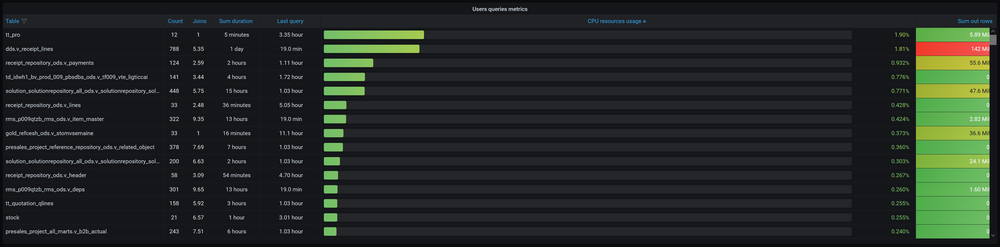 Users queries metrics
Table Count Joins Sum duration Last query CPU resources usage ↓ Sum out rows
tt_pro 12 1 5 minutes 3.35 hour 1.90% 5.89 Mil
dds.v_receipt_lines 788 5.35 1 day 19.0 min 1.81% 142 Mil
receipt_repository_ods.v_payments 124 2.59 2 hours 1.11 hour 0.932% 55.6 Mil
td_idwh1_bv_prod_009_pbsdbs_ods.v_tf009_vte_ligticcai 141 3.44 4 hours 1.72 hour 0.776% 0
solution_solutionrepository_all_ods.v_solutionrepository_sol... 448 5.75 15 hours 1.03 hour 0.771% 47.6 Mil
receipt_repository_ods.v_lines 33 2.48 36 minutes 5.05 hour 0.428% 0
rms_p009qtzb_rms_ods.v_item_master 322 9.35 13 hours 19.0 min 0.424% 2.82 Mil
gold_refcesh_ods.v_stomvsemaine 33 1 16 minutes 11.1 hour 0.373% 36.6 Mil
presales_project_reference_repository_ods.v_related_object 378 7.69 7 hours 1.03 hour 0.360% 0
solution_solutionrepository_all_ods.v_solutionrepository_sol... 200 6.63 2 hours 1.03 hour 0.303% 24.1 Mil
receipt_repository_ods.v_header 58 3.09 54 minutes 4.70 hour 0.267% 0
rms_p009qtzb_rms_ods.v_deps 301 9.65 13 hours 19.0 min 0.260% 1.60 Mil
tt_quotation_qlines 158 5.92 3 hours 1.03 hour 0.255% 0
stock 21 6.57 1 hour 3.01 hour 0.255% 0
presales_project_all_marts.v_b2b_actual 243 7.51 6 hours 1.03 hour 0.240% 0